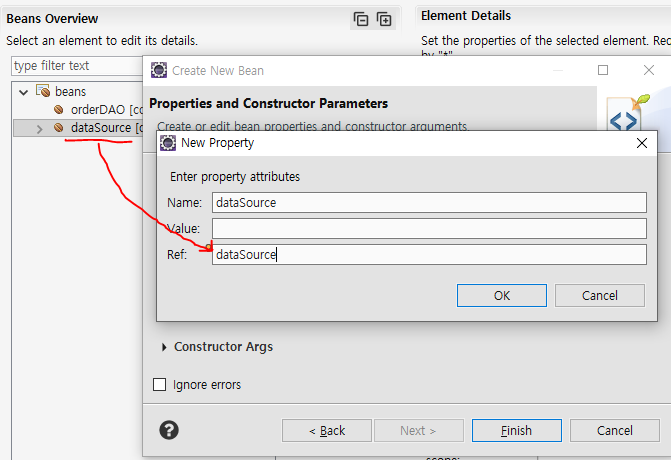 Beans Overview
Select an element to edit its details.
type filter text
beans
orderDAO [co
dataSource [c
Element Details
Set the properties of the selected element. Rec
by "*"
Create New Bean
Properties and Constructor Parameters
Create or edit bean properties and constructor arguments.
New Property
Enter property attributes
Name: dataSource
Value:
Ref: dataSource
OK Cancel
Constructor Args
Ignore errors
< Back Next > Finish Cancel
scope: